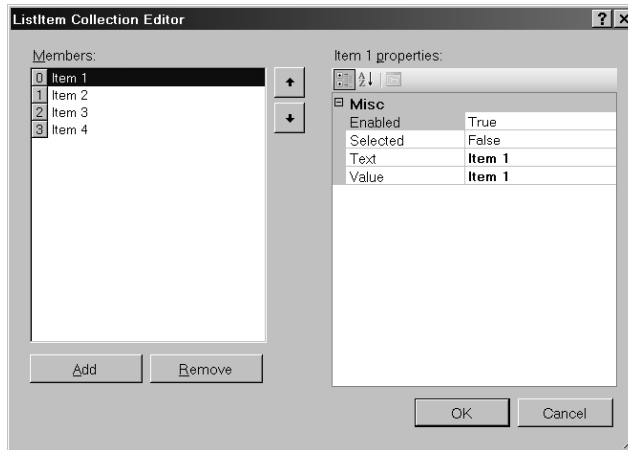 ListItem Collection Editor
Members:
0 Item 1
1 Item 2
2 Item 3
3 Item 4
Add Remove
Item 1 properties:
Misc
Enabled True
Selected False
Text Item 1
Value Item 1
OK Cancel